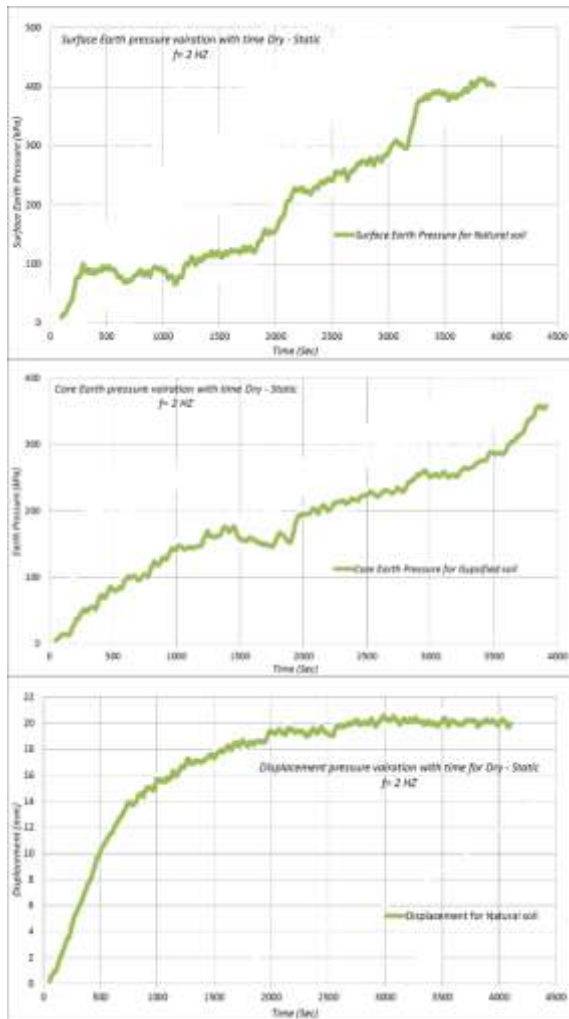 Surface Earth pressure vairation with time Dry - Static
f= 2 HZ
500
400
300
200
100
0
Surface Earth Pressure (kPa)
Surface Earth Pressure for Natural soil
0 500 1000 1500 2000 2500 3000 3500 4000 4500
Time (Sec)
Core Earth pressure vairation with time Dry - Static
f= 2 HZ
400
300
200
100
0
Earth Pressure (kPa)
Core Earth Pressure for Gypsified soil
0 500 1000 1500 2000 2500 3000 3500 4000
Time (Sec)
22
20
18
16
14
12
10
8
6
4
2
0
Displacement (mm)
Displacement pressure vairation with time for Dry - Static
f= 2 HZ
Displacement for Natural soil
0 500 1000 1500 2000 2500 3000 3500 4000 4500
Time (Sec)